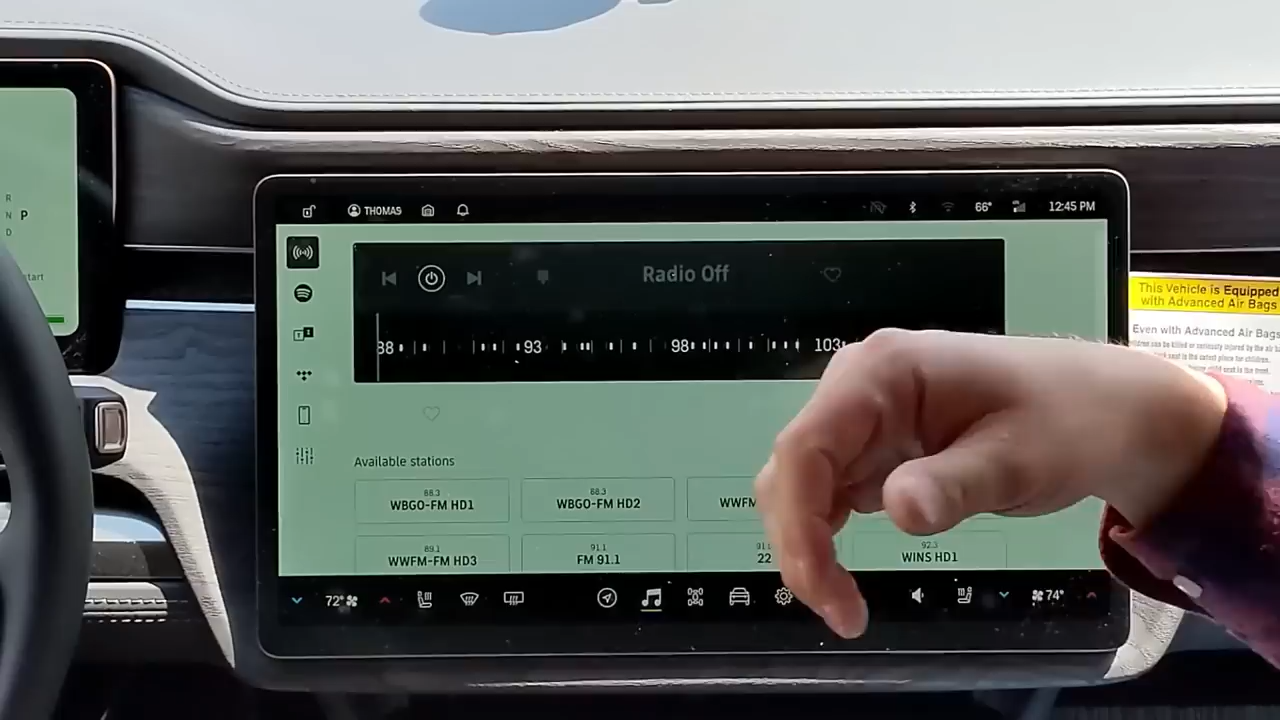 R
N P
D
start
THOMAS
66°
12:45 PM
Radio Off
88 93 98 103
Available stations
88.3
WBGO-FM HD1
88.3
WBGO-FM HD2
WWFM
89.1
WWFM-FM HD3
91.1
FM 91.1
22
92.3
WINS HD1
72°
74°
This Vehicle is Equipped
with Advanced Air Bags
Even with Advanced Air Bags